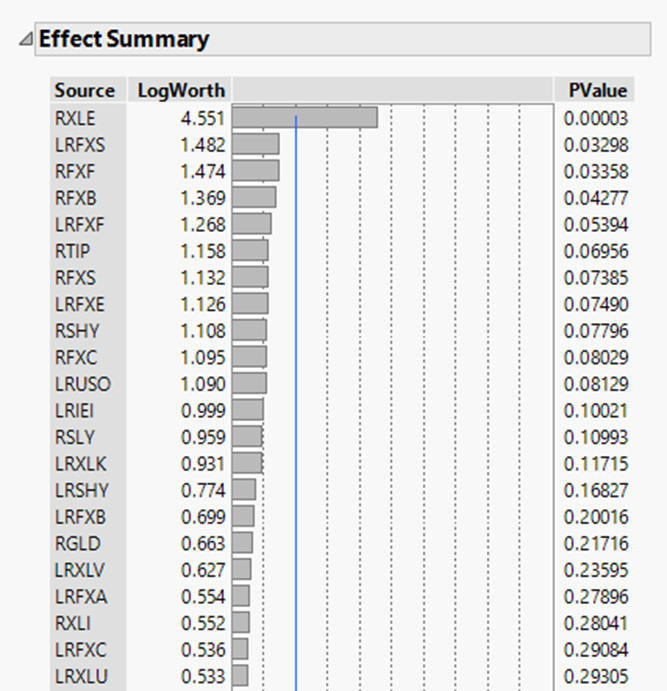 Effect Summary
Source LogWorth PValue
RXLE 4.551 0.00003
LRFXS 1.482 0.03298
RFXF 1.474 0.03358
RFXB 1.369 0.04277
LRFXF 1.268 0.05394
RTIP 1.158 0.06956
RFXS 1.132 0.07385
LRFXE 1.126 0.07490
RSHY 1.108 0.07796
RFXC 1.095 0.08029
LRUSO 1.090 0.08129
LRIEI 0.999 0.10021
RSLY 0.959 0.10993
LRXLK 0.931 0.11715
LRSHY 0.774 0.16827
LRFXB 0.699 0.20016
RGLD 0.663 0.21716
LRXLV 0.627 0.23595
LRFXA 0.554 0.27896
RXLI 0.552 0.28041
LRFXC 0.536 0.29084
LRXLU 0.533 0.29305